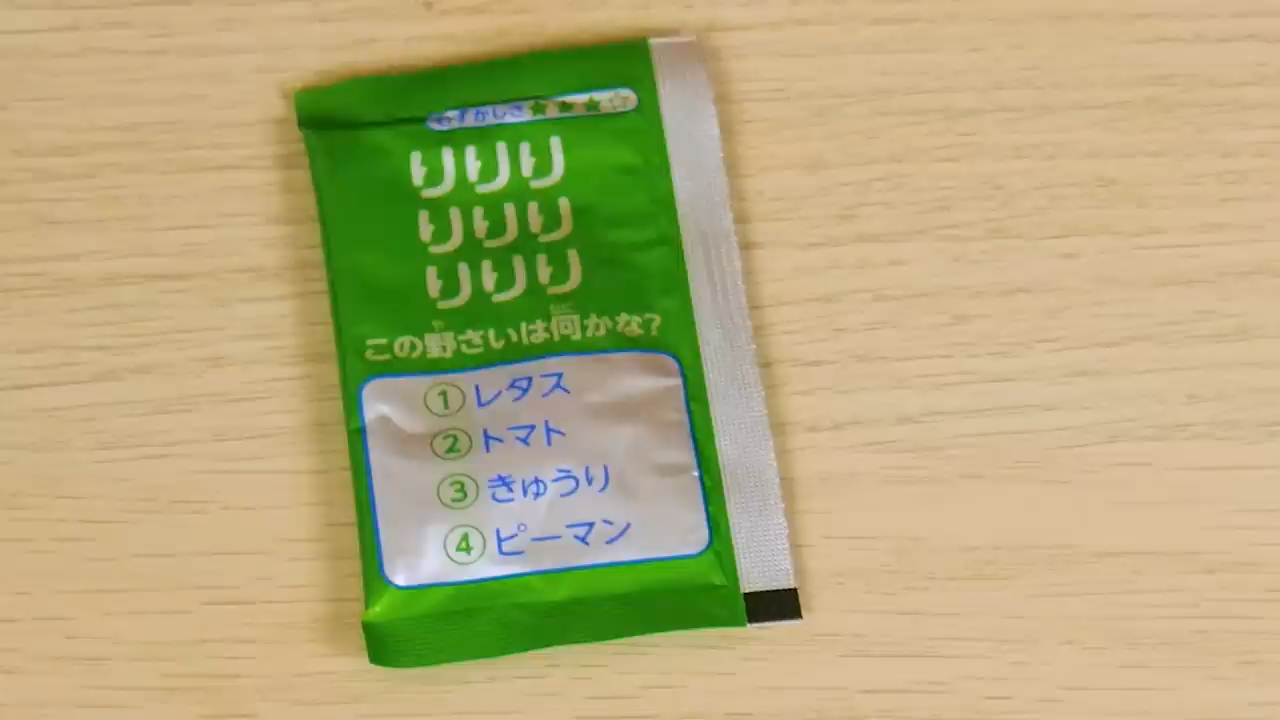 むずかしさ★★★☆
りりり
りりり
りりり
この野さいは何かな?
①レタス
②トマト
③きゅうり
④ピーマン